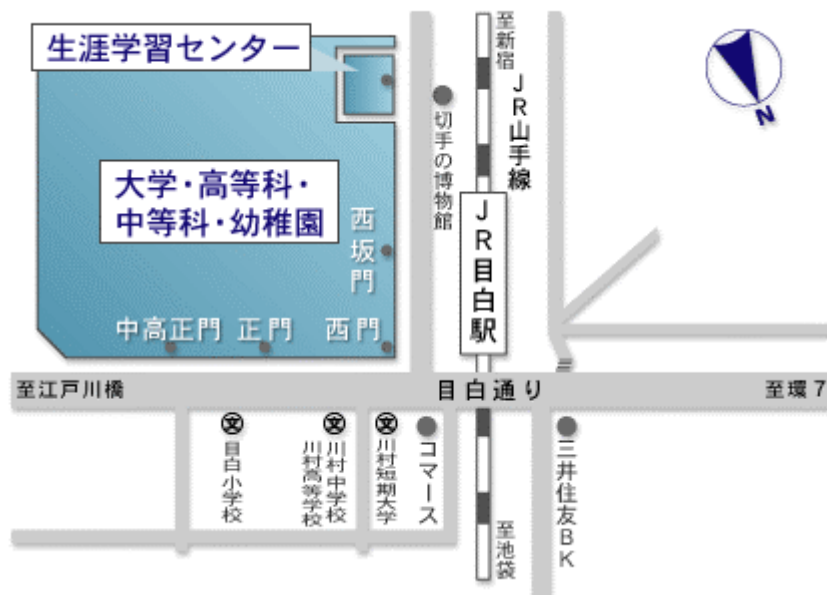 生涯学習センター
大学・高等科・
中等科・幼稚園
西坂門
中高正門
正門
西門
至新宿
JR山手線
切手の博物館
JR目白駅
N
至江戸川橋
目白通り
至環7
目白小学校
川村中学校
川村高等学校
川村短期大学
コマース
至池袋
三井住友BK
文
文
文